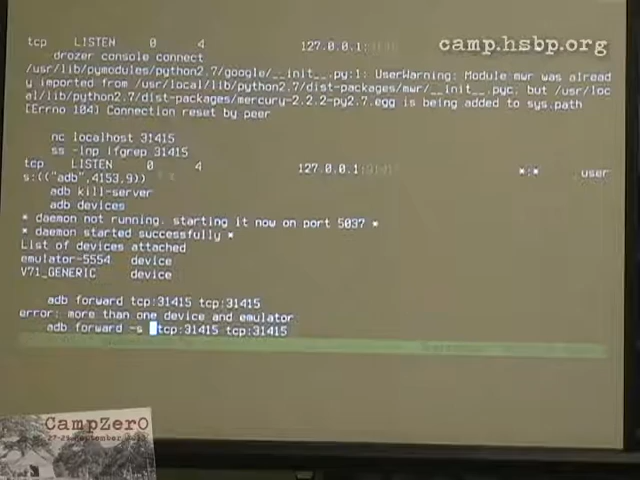 tcp LISTEN 0 4 127.0.0.1:
camp.hsbp.org
drozer console connect
/usr/lib/pymodules/python2.7/google/__init__.py:1: UserWarning: Module mwr was alread
y imported from /usr/local/lib/python2.7/dist-packages/mwr/__init__.pyc, but /usr/loc
al/lib/python2.7/dist-packages/mercury-2.2.2-py2.7.egg is being added to sys.path
[Errno 104] Connection reset by peer
nc localhost 31415
ss -lnp |fgrep 31415
tcp LISTEN 0 4 127.0.0.1:31415 *:* user
s:(("adb",4153,9))
adb kill-server
adb devices
* daemon not running. starting it now on port 5037 *
* daemon started successfully *
List of devices attached
emulator-5554 device
V71_GENERIC device
adb forward tcp:31415 tcp:31415
error: more than one device and emulator
adb forward -s tcp:31415 tcp:31415
CampZer0